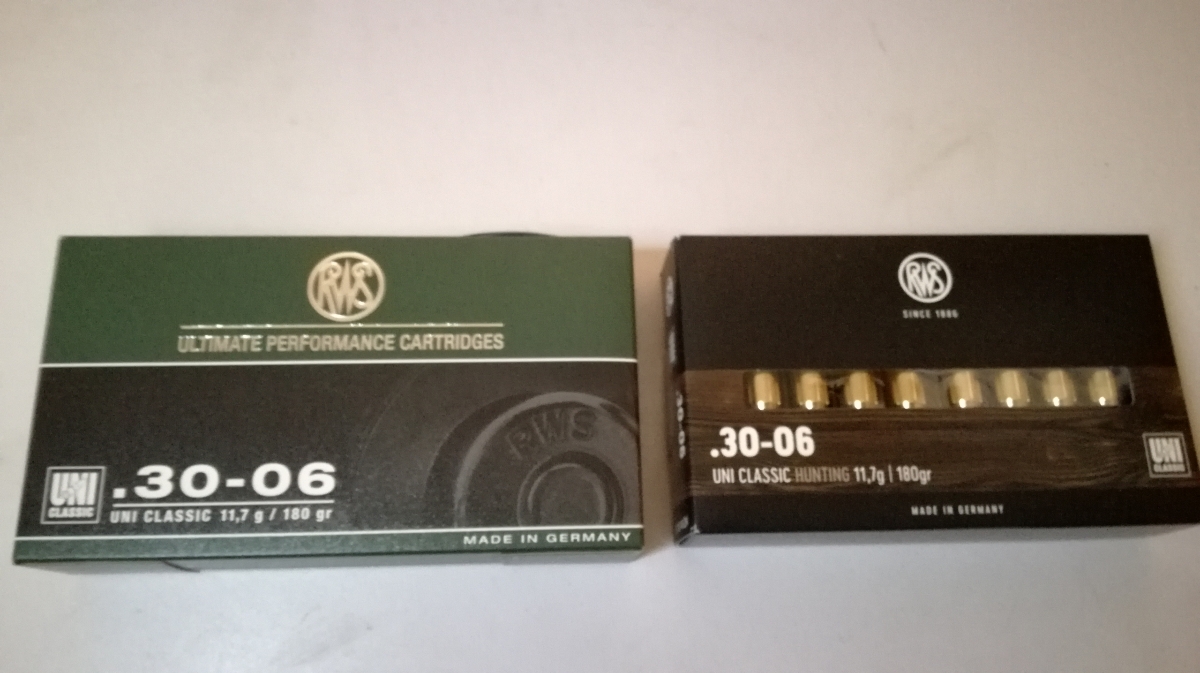 RWS
ULTIMATE PERFORMANCE CARTRIDGES
RWS
UNI
CLASSIC
.30-06
UNI CLASSIC 11,7 g / 180 gr
MADE IN GERMANY
RWS
SINCE 1886
.30-06
.30-06
UNI CLASSIC HUNTING 11,7g | 180gr
UNI
CLASSIC
MADE IN GERMANY